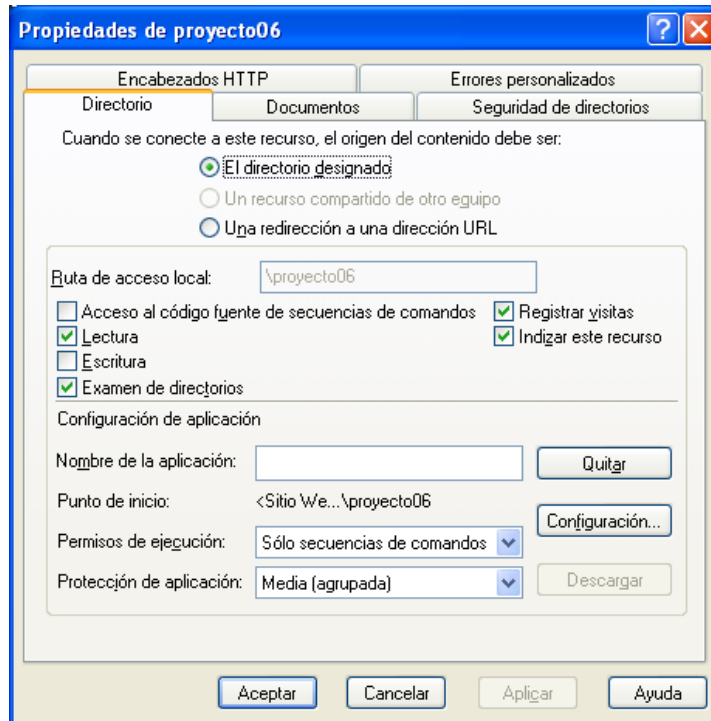 Propiedades de proyecto06
Encabezados HTTP Errores personalizados
Directorio Documentos Seguridad de directorios
Cuando se conecte a este recurso, el origen del contenido debe ser:
El directorio designado
Un recurso compartido de otro equipo
Una redirección a una dirección URL
Ruta de acceso local: \proyecto06
Acceso al código fuente de secuencias de comandos Registrar visitas
Lectura Indizar este recurso
Escritura
Examen de directorios
Configuración de aplicación
Nombre de la aplicación: Quitar
Punto de inicio: <Sitio We...\proyecto06
Configuración...
Permisos de ejecución: Sólo secuencias de comandos
Protección de aplicación: Media (agrupada) Descargar
Aceptar Cancelar Aplicar Ayuda